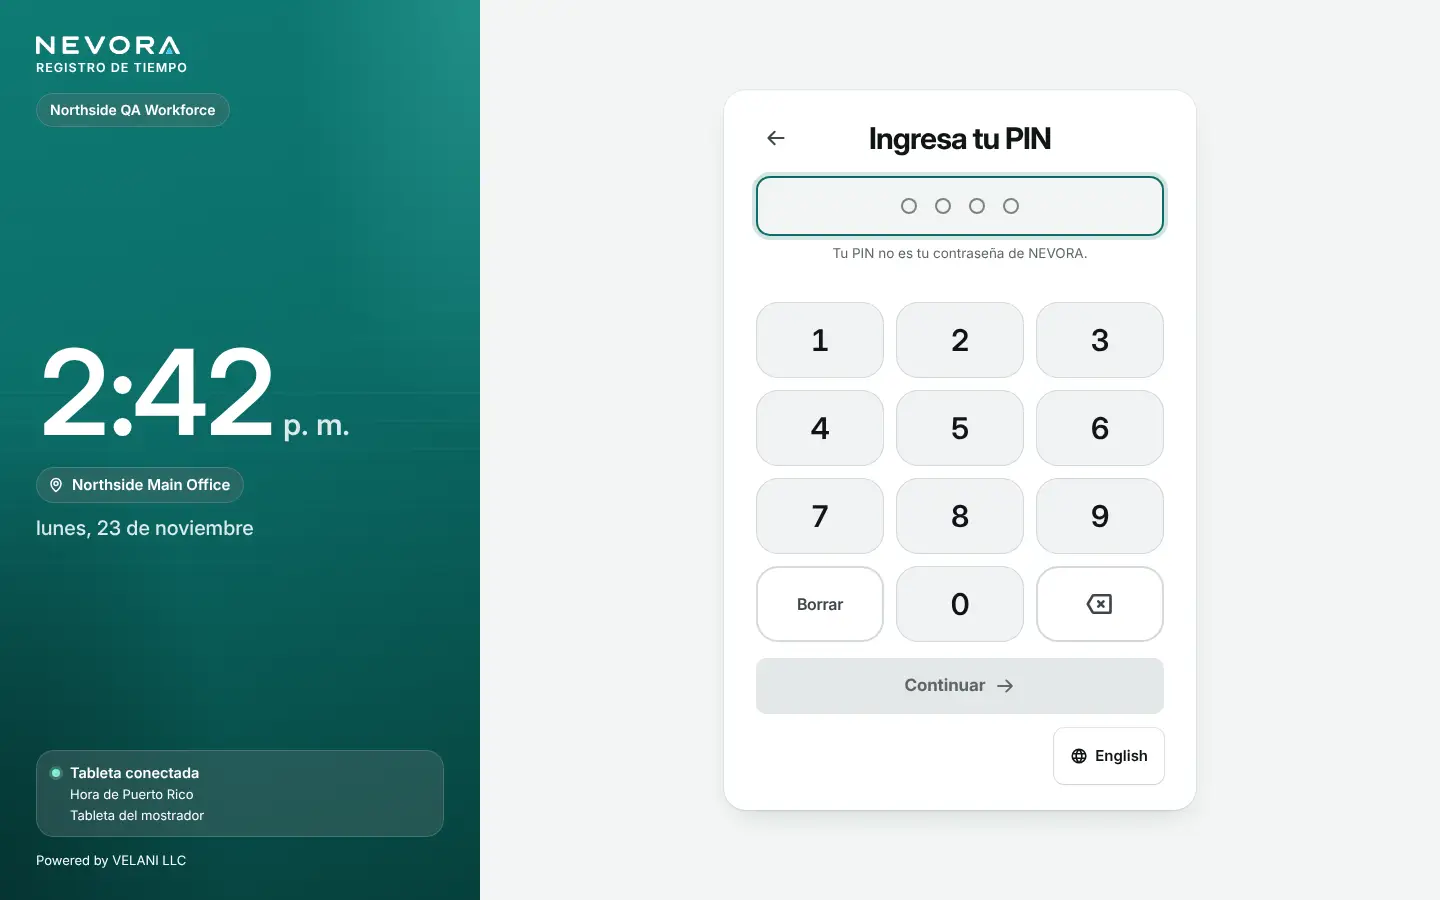 NEVORA
REGISTRO DE TIEMPO
Northside QA Workforce
2:42 p. m.
Northside Main Office
lunes, 23 de noviembre
Tableta conectada
Hora de Puerto Rico
Tableta del mostrador
Powered by VELANI LLC
Ingresa tu PIN
Tu PIN no es tu contraseña de NEVORA.
1 2 3
4 5 6
7 8 9
Borrar 0
Continuar
English